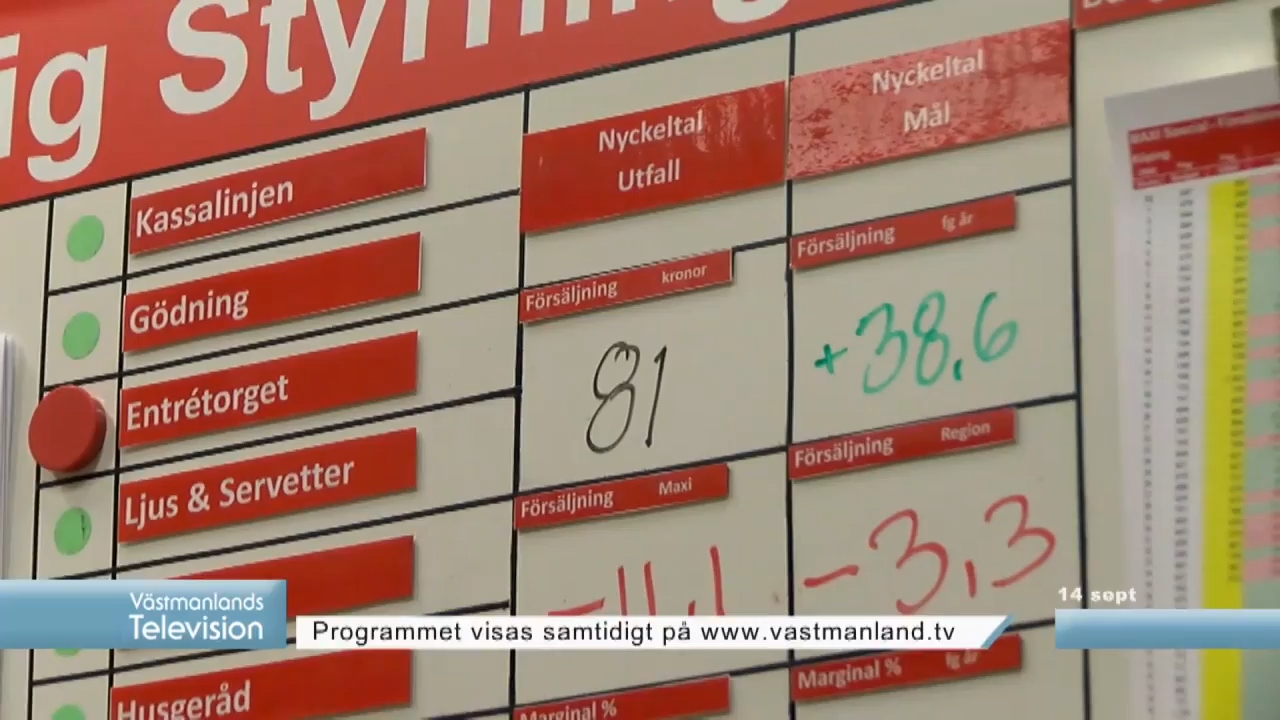 ig Styrning
Kassalinjen
Gödning
Entrétorget
Ljus & Servetter
Husgeråd
Nyckeltal
Utfall
Försäljning kronor
81
Försäljning Maxi
-11,1
Marginal %
Nyckeltal
Mål
Försäljning fg år
+38,6
Försäljning Region
-3,3
Marginal % fg år
Västmanlands
Television
Programmet visas samtidigt på www.vastmanland.tv
14 sept